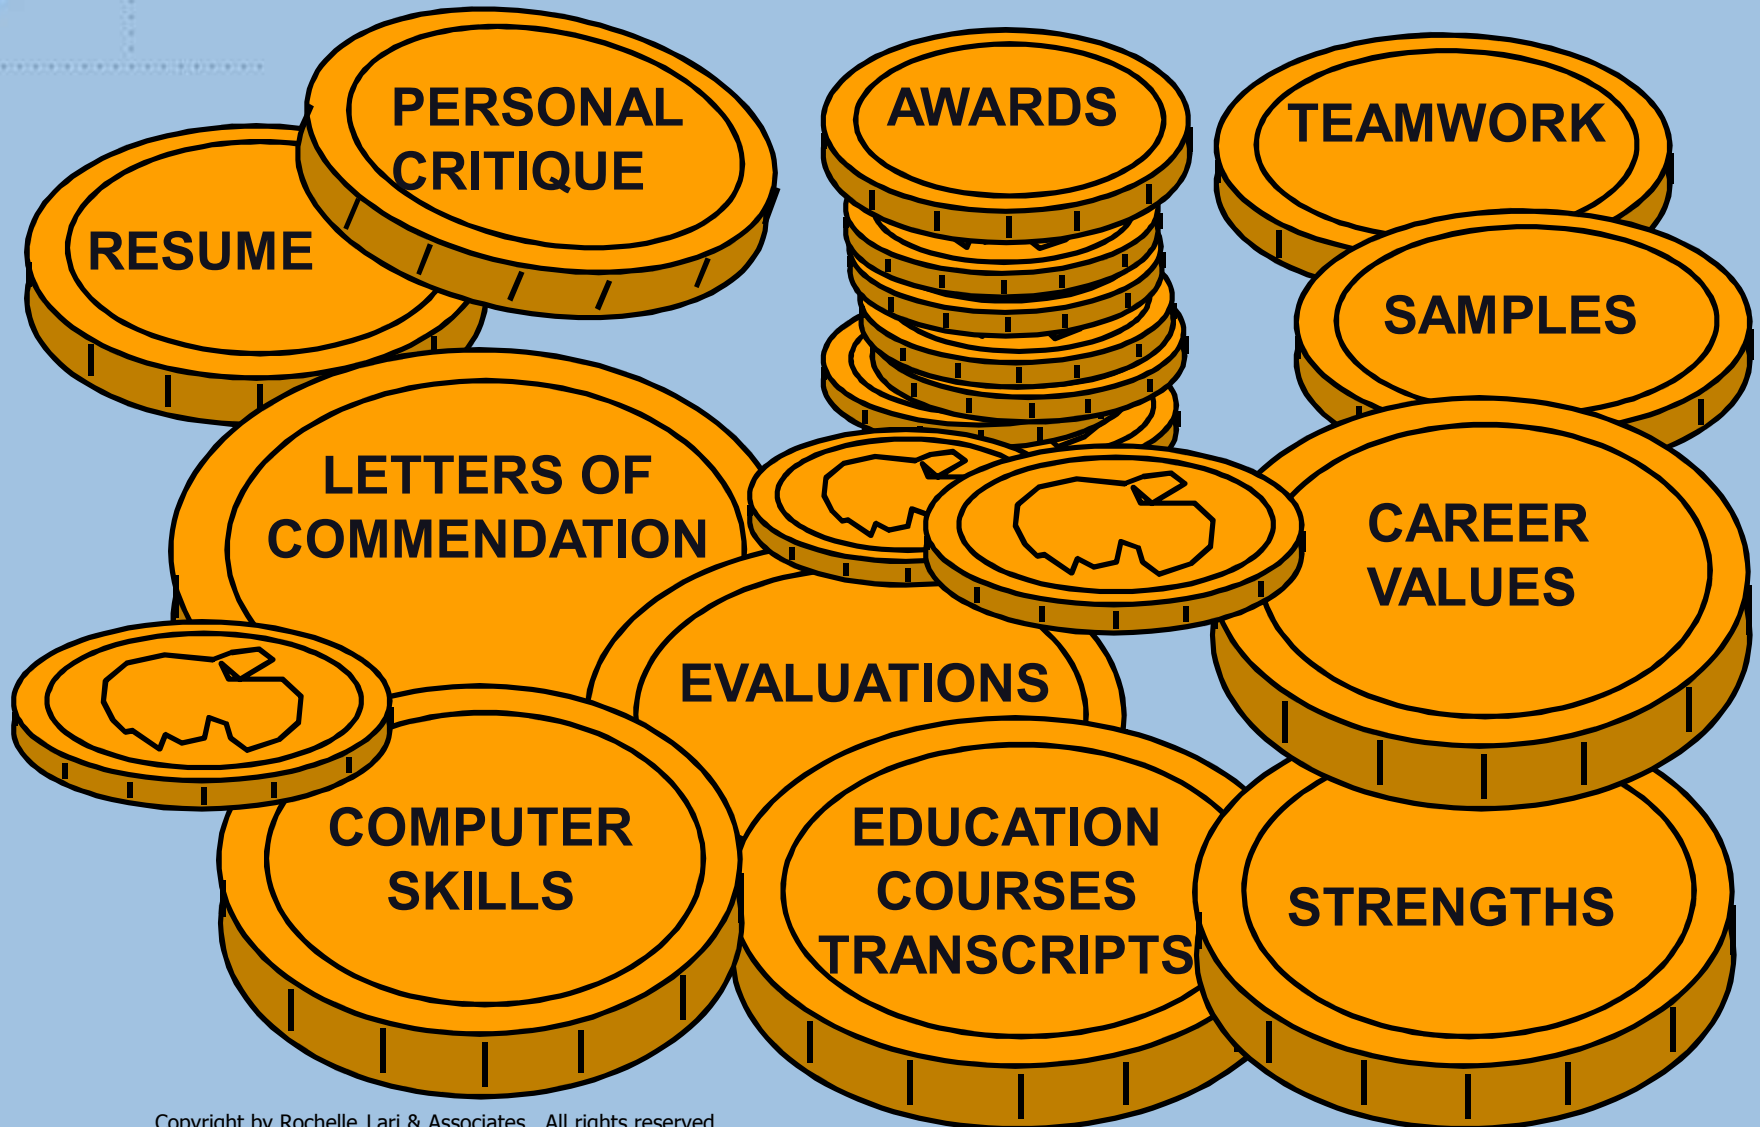 PERSONAL
CRITIQUE
AWARDS
TEAMWORK
RESUME
SAMPLES
LETTERS OF
COMMENDATION
CAREER
VALUES
EVALUATIONS
COMPUTER
SKILLS
EDUCATION
COURSES
TRANSCRIPTS
STRENGTHS
Copyright by Rochelle Lari & Associates. All rights reserved